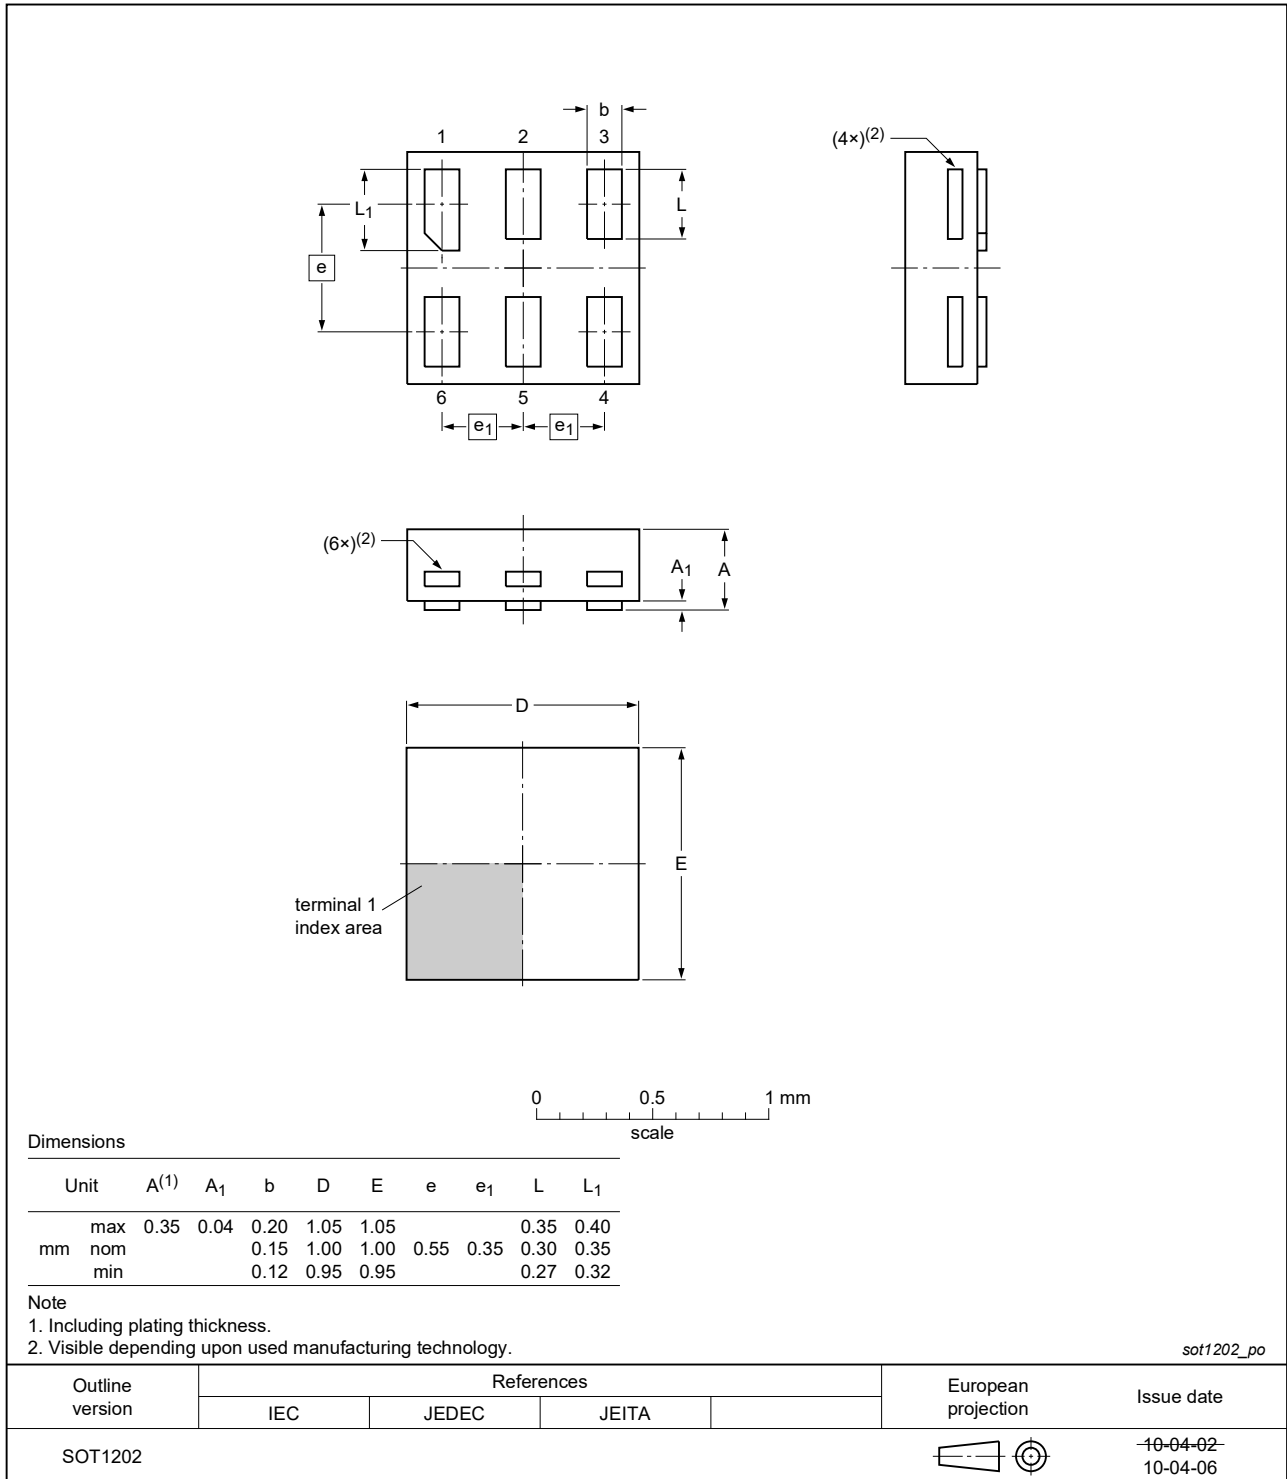 b
1 2 3
(4×)(2)
L1
L
e
6 5 4
e1 e1
(6×)(2)
A1 A
D
E
terminal 1
index area
0 0.5 1 mm
scale
Dimensions
Unit A(1) A1 b D E e e1 L L1
max 0.35 0.04 0.20 1.05 1.05 0.35 0.40
mm nom 0.15 1.00 1.00 0.55 0.35 0.30 0.35
min 0.12 0.95 0.95 0.27 0.32
Note
1. Including plating thickness.
2. Visible depending upon used manufacturing technology.
sot1202_po
Outline
version
References
IEC JEDEC JEITA
European
projection
Issue date
SOT1202
10-04-02
10-04-06